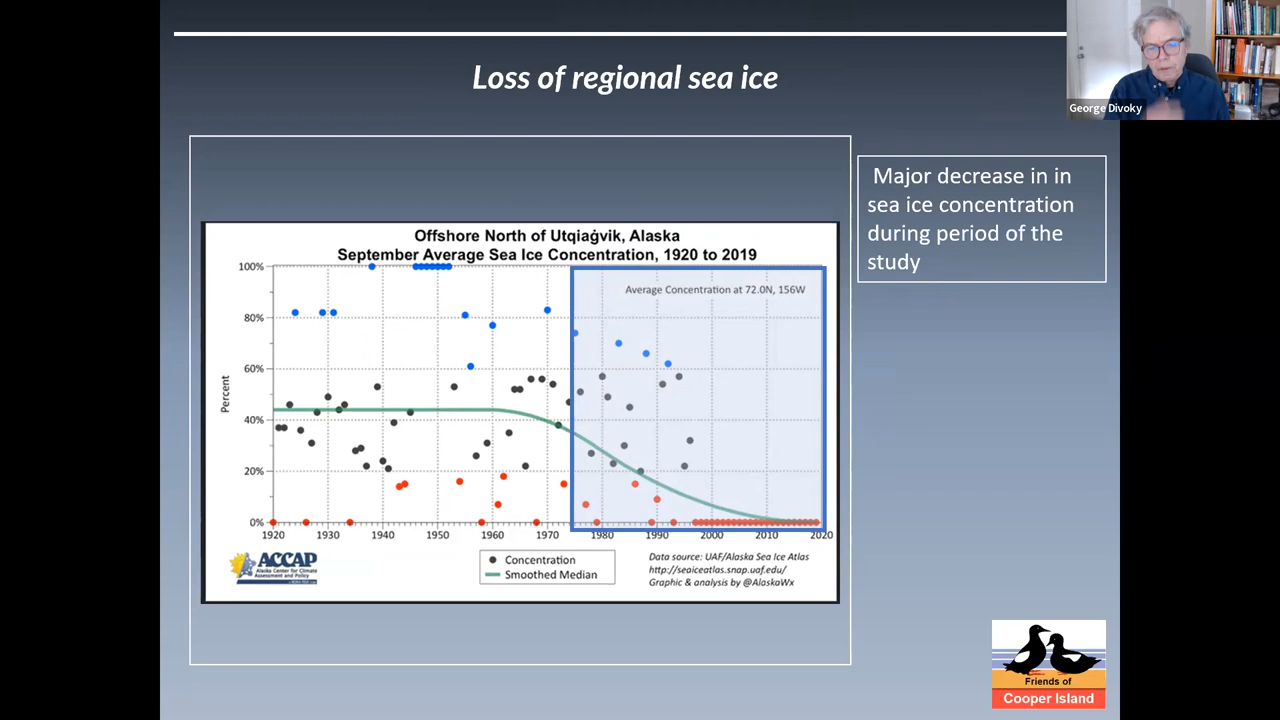 Loss of regional sea ice
George Divoky
Major decrease in in
sea ice concentration
during period of the
study
Offshore North of Utqiaġvik, Alaska
September Average Sea Ice Concentration, 1920 to 2019
Average Concentration at 72.0N, 156W
Percent
100%
80%
60%
40%
20%
0%
1920 1930 1940 1950 1960 1970 1980 1990 2000 2010 2020
ACCAP
Alaska Center for Climate
Assessment and Policy
Concentration
Smoothed Median
Data source: UAF/Alaska Sea Ice Atlas
http://seaiceatlas.snap.uaf.edu/
Graphic & analysis by @AlaskaWx
Friends of
Cooper Island